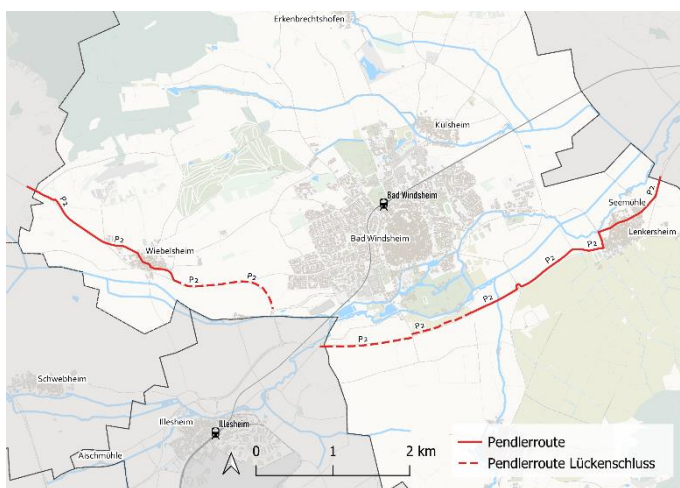 Erkenbrechtshofen
Külsheim
P2
Bad Windsheim
P2
Seemühle
P2
Wiebelsheim
Bad Windsheim
Lenkersheim
P2
P2
P2
P2
P2
P2
P2
Schwebheim
Illesheim
Illesheim
Aischmühle
0 1 2 km
Pendlerroute
Pendlerroute Lückenschluss